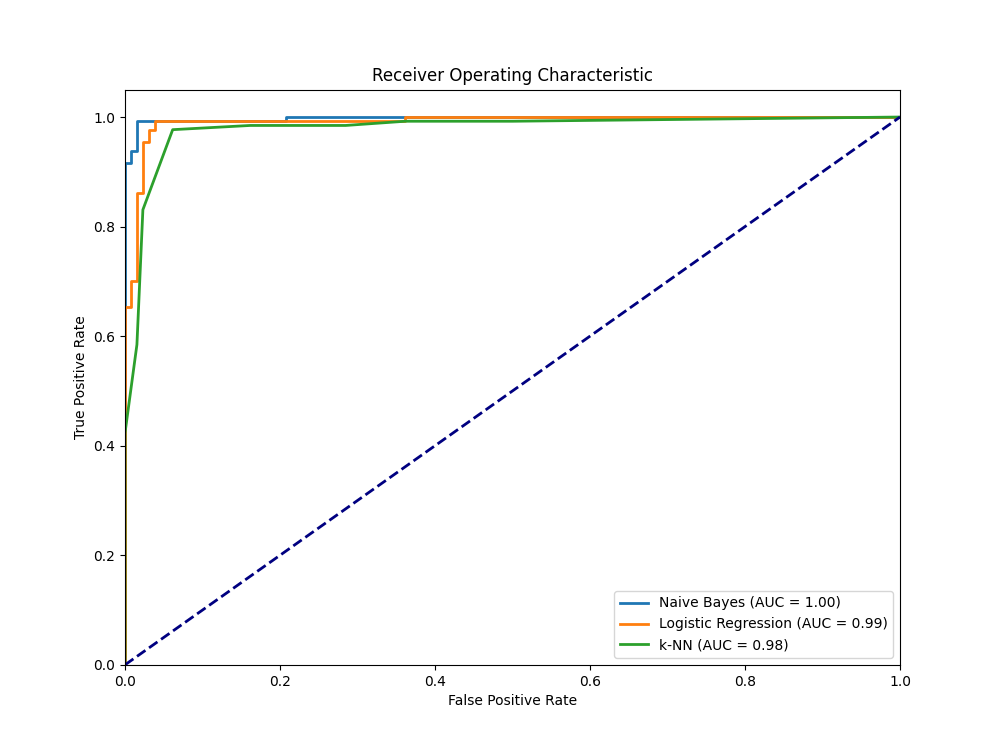 Receiver Operating Characteristic
True Positive Rate
1.0
0.8
0.6
0.4
0.2
0.0
Naive Bayes (AUC = 1.00)
Logistic Regression (AUC = 0.99)
k-NN (AUC = 0.98)
0.0 0.2 0.4 0.6 0.8 1.0
False Positive Rate